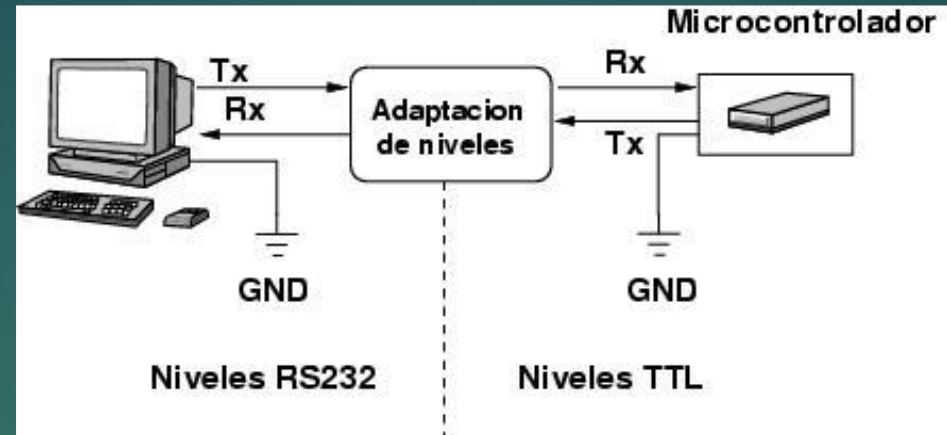 Microcontrolador
Tx
Rx
Adaptacion
de niveles
Rx
Tx
GND
GND
Niveles RS232
Niveles TTL